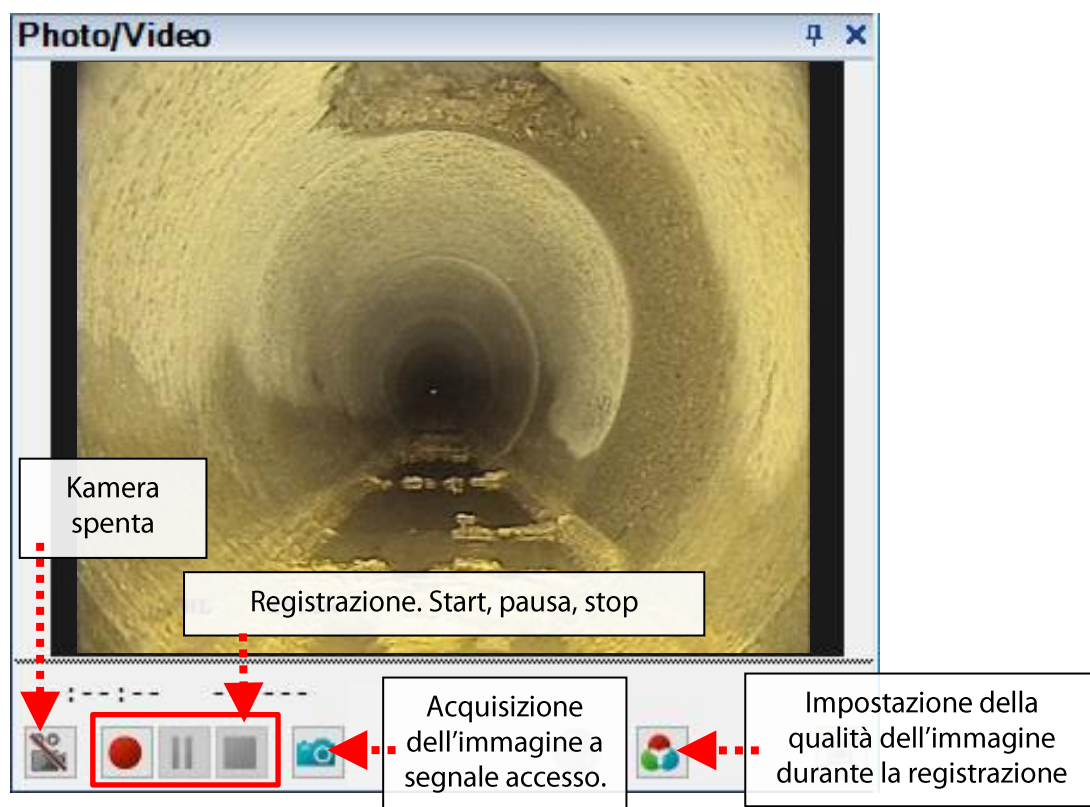 Photo/Video
Kamera
spenta
Registrazione. Start, pausa, stop
:--:-- -----
Acquisizione
dell'immagine a
segnale accesso.
Impostazione della
qualità dell'immagine
durante la registrazione